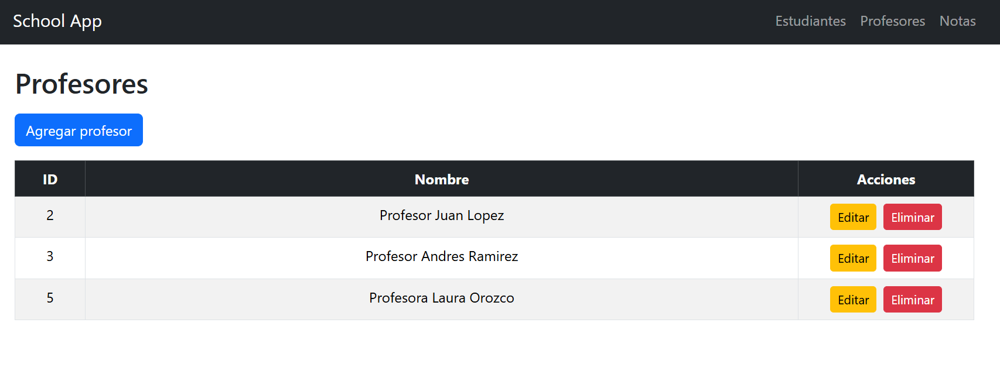 School App Estudiantes Profesores Notas
Profesores
Agregar profesor
ID Nombre Acciones
2 Profesor Juan Lopez Editar Eliminar
3 Profesor Andres Ramirez Editar Eliminar
5 Profesora Laura Orozco Editar Eliminar